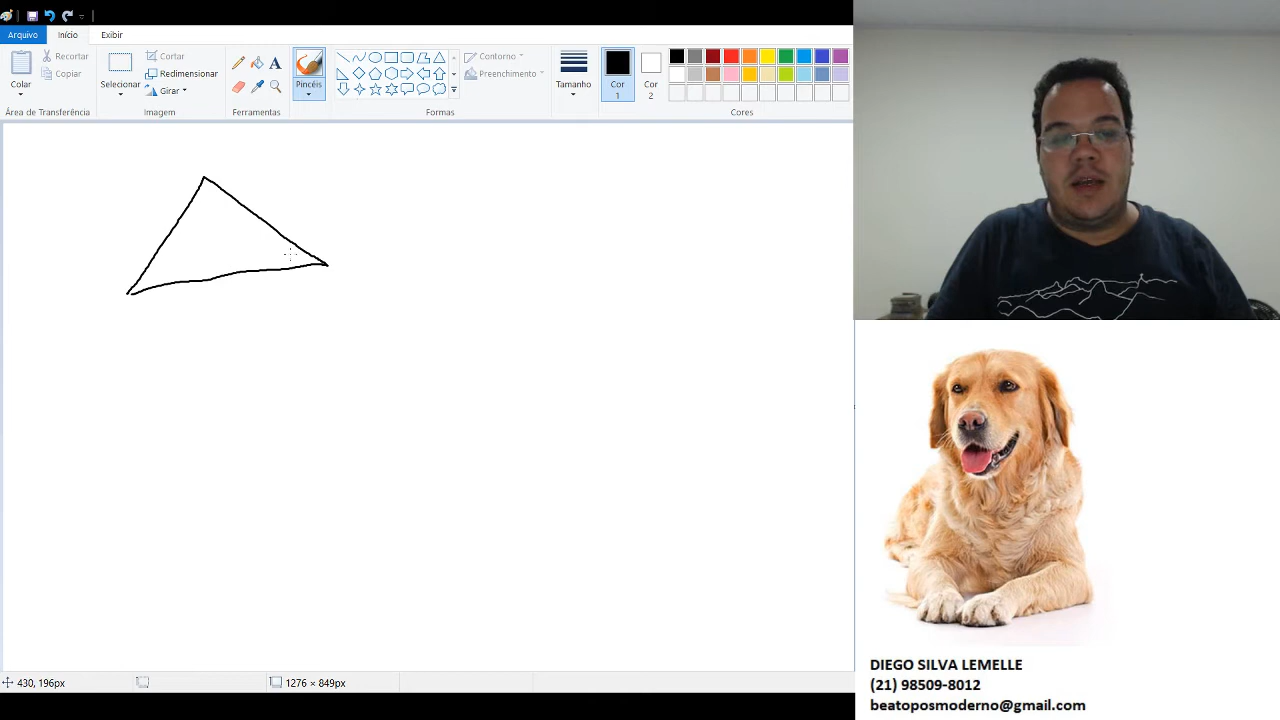 Arquivo Início Exibir
Colar
Recortar
Copiar
Área de Transferência
Selecionar
Cortar
Redimensionar
Girar
Imagem
A
Ferramentas
Pincéis
Contorno
Preenchimento
Formas
Tamanho
Cor
1
Cor
2
Cores
430, 196px
1276 × 849px
DIEGO SILVA LEMELLE
(21) 98509-8012
beatoposmoderno@gmail.com